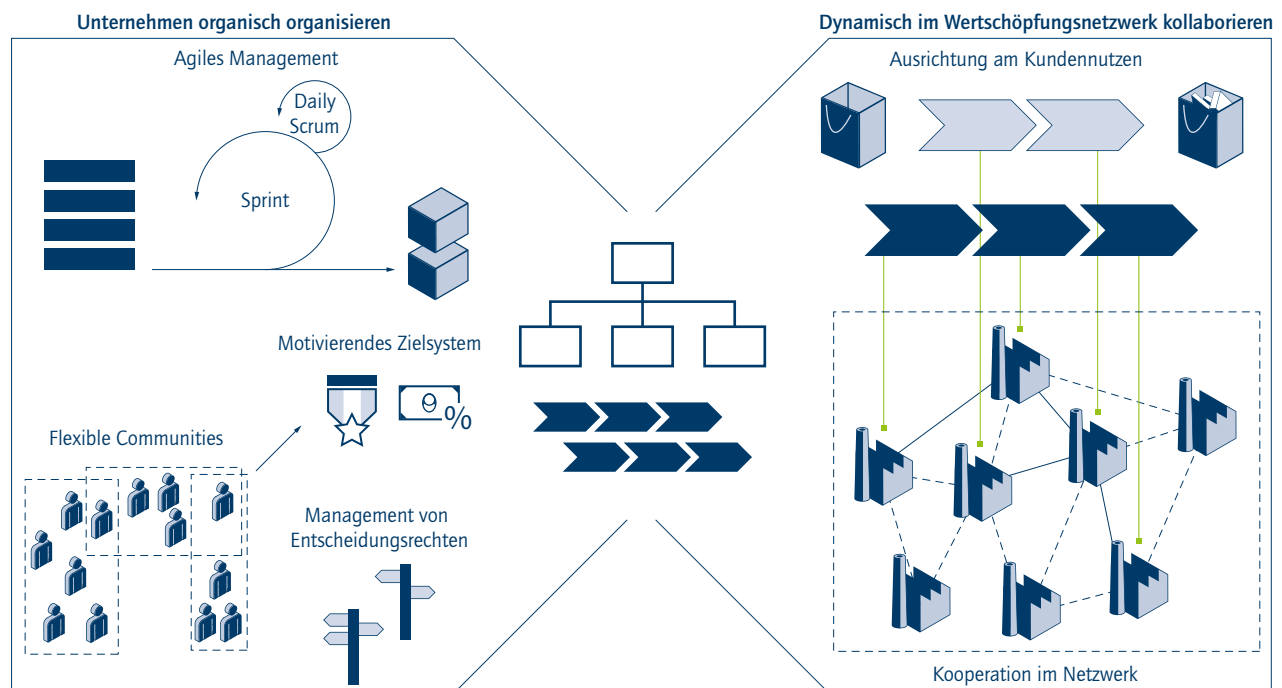 Unternehmen organisch organisieren
Agiles Management
Daily
Scrum
Sprint
Motivierendes Zielsystem
%
Flexible Communities
Management von
Entscheidungsrechten
Dynamisch im Wertschöpfungsnetzwerk kollaborieren
Ausrichtung am Kundennutzen
Kooperation im Netzwerk